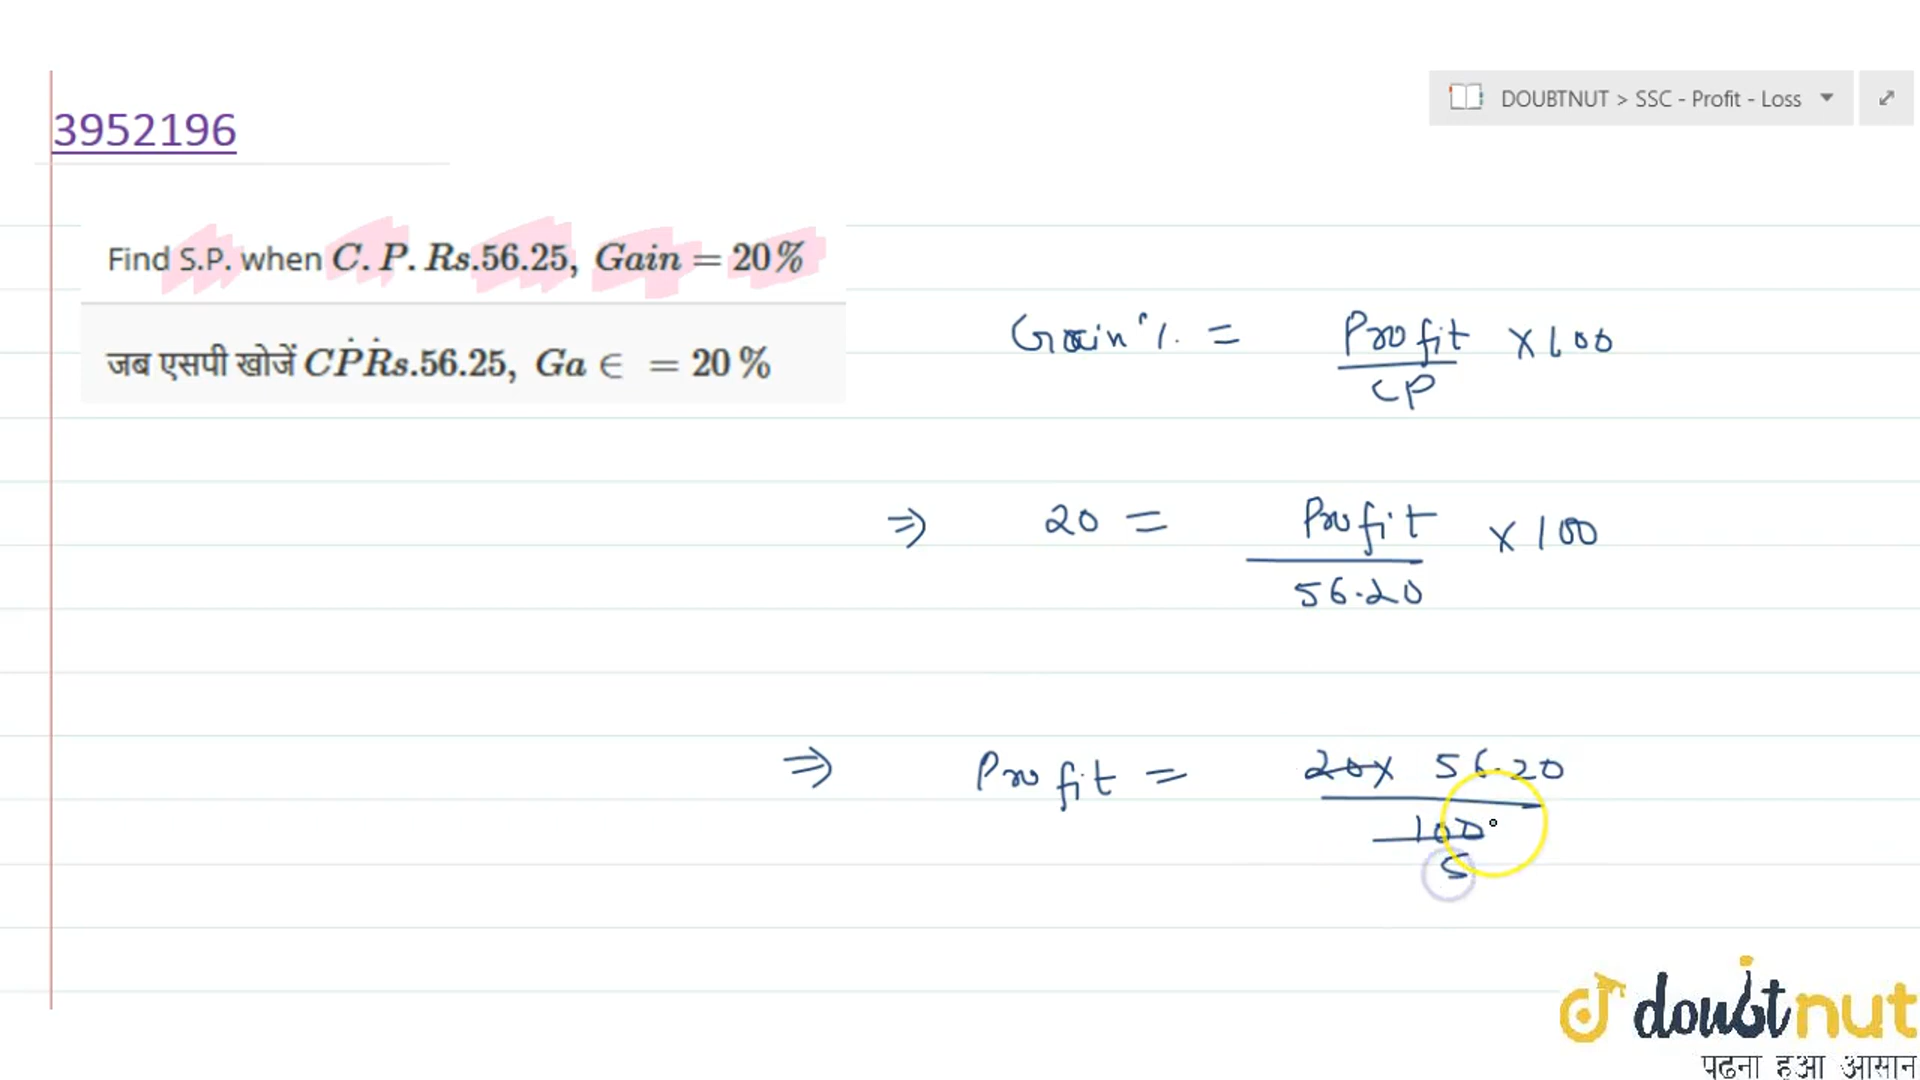 DOUBTNUT > SSC - Profit - Loss
3952196
Find S.P. when C. P. Rs.56.25, Gain = 20%
जब एसपी खोजें CṖṘs.56.25, Ga ∈ = 20 %
Gain % = Profit / CP × 100
⇒ 20 = Profit / 56.20 × 100
⇒ Profit = 20 × 56.20 / 100
5
doubtnut
पढना हुआ आसान